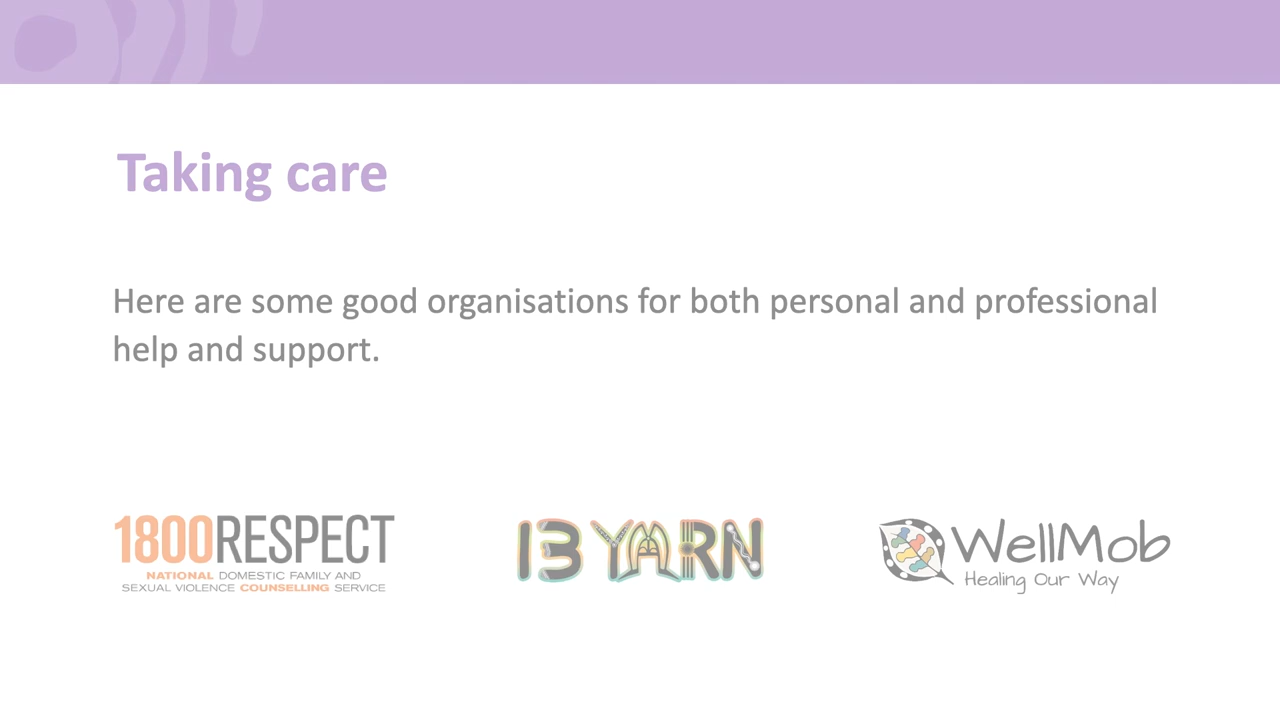 Taking care
Here are some good organisations for both personal and professional
help and support.
1800RESPECT
NATIONAL DOMESTIC FAMILY AND
SEXUAL VIOLENCE COUNSELLING SERVICE
13YARN
WellMob
Healing Our Way